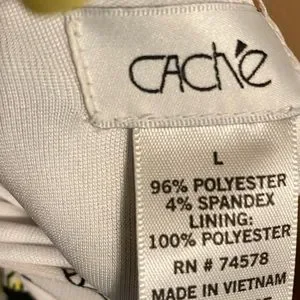 CAChé
L
96% POLYESTER
4% SPANDEX
LINING:
100% POLYESTER
RN # 74578
MADE IN VIETNAM